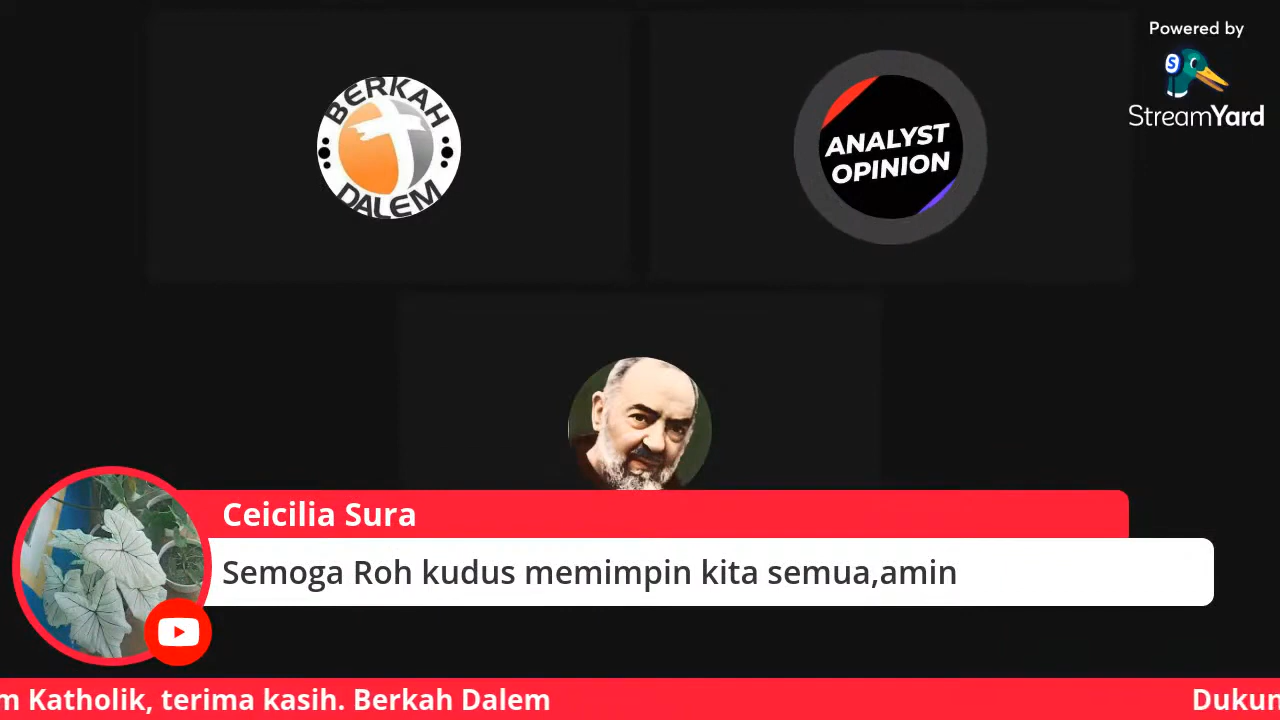 Powered by
StreamYard
BERKAH
DALEM
ANALYST
OPINION
Ceicilia Sura
Semoga Roh kudus memimpin kita semua,amin
m Katholik, terima kasih. Berkah Dalem
Dukun